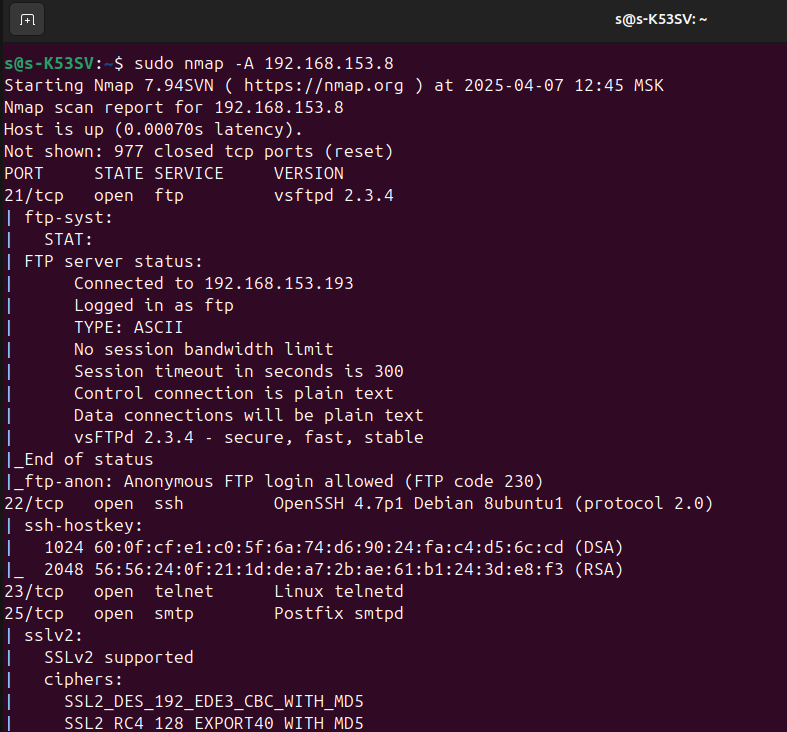 s@s-K53SV: ~
s@s-K53SV:~$ sudo nmap -A 192.168.153.8
Starting Nmap 7.94SVN ( https://nmap.org ) at 2025-04-07 12:45 MSK
Nmap scan report for 192.168.153.8
Host is up (0.00070s latency).
Not shown: 977 closed tcp ports (reset)
PORT     STATE SERVICE     VERSION
21/tcp   open  ftp         vsftpd 2.3.4
| ftp-syst:
|   STAT:
| FTP server status:
|      Connected to 192.168.153.193
|      Logged in as ftp
|      TYPE: ASCII
|      No session bandwidth limit
|      Session timeout in seconds is 300
|      Control connection is plain text
|      Data connections will be plain text
|      vsFTPd 2.3.4 - secure, fast, stable
|_End of status
|_ftp-anon: Anonymous FTP login allowed (FTP code 230)
22/tcp   open  ssh         OpenSSH 4.7p1 Debian 8ubuntu1 (protocol 2.0)
| ssh-hostkey:
|   1024 60:0f:cf:e1:c0:5f:6a:74:d6:90:24:fa:c4:d5:6c:cd (DSA)
|_  2048 56:56:24:0f:21:1d:de:a7:2b:ae:61:b1:24:3d:e8:f3 (RSA)
23/tcp   open  telnet      Linux telnetd
25/tcp   open  smtp        Postfix smtpd
| sslv2:
|   SSLv2 supported
|   ciphers:
|     SSL2_DES_192_EDE3_CBC_WITH_MD5
|     SSL2_RC4_128_EXPORT40_WITH_MD5